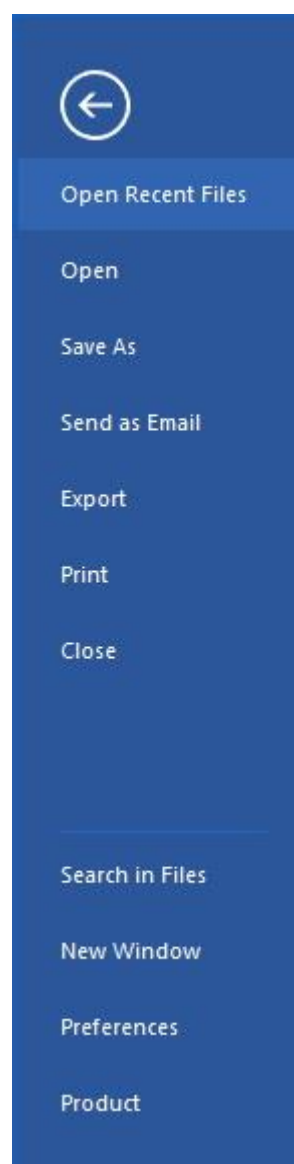 Open Recent Files
Open
Save As
Send as Email
Export
Print
Close
Search in Files
New Window
Preferences
Product